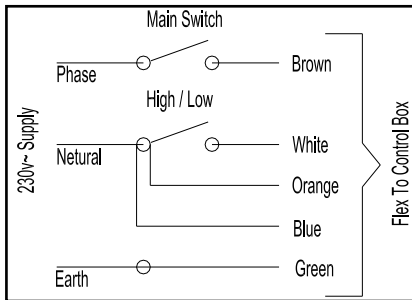 Main Switch
Phase
Brown
High / Low
230v~ Supply
Netural
White
Orange
Blue
Earth
Green
Flex To Control Box